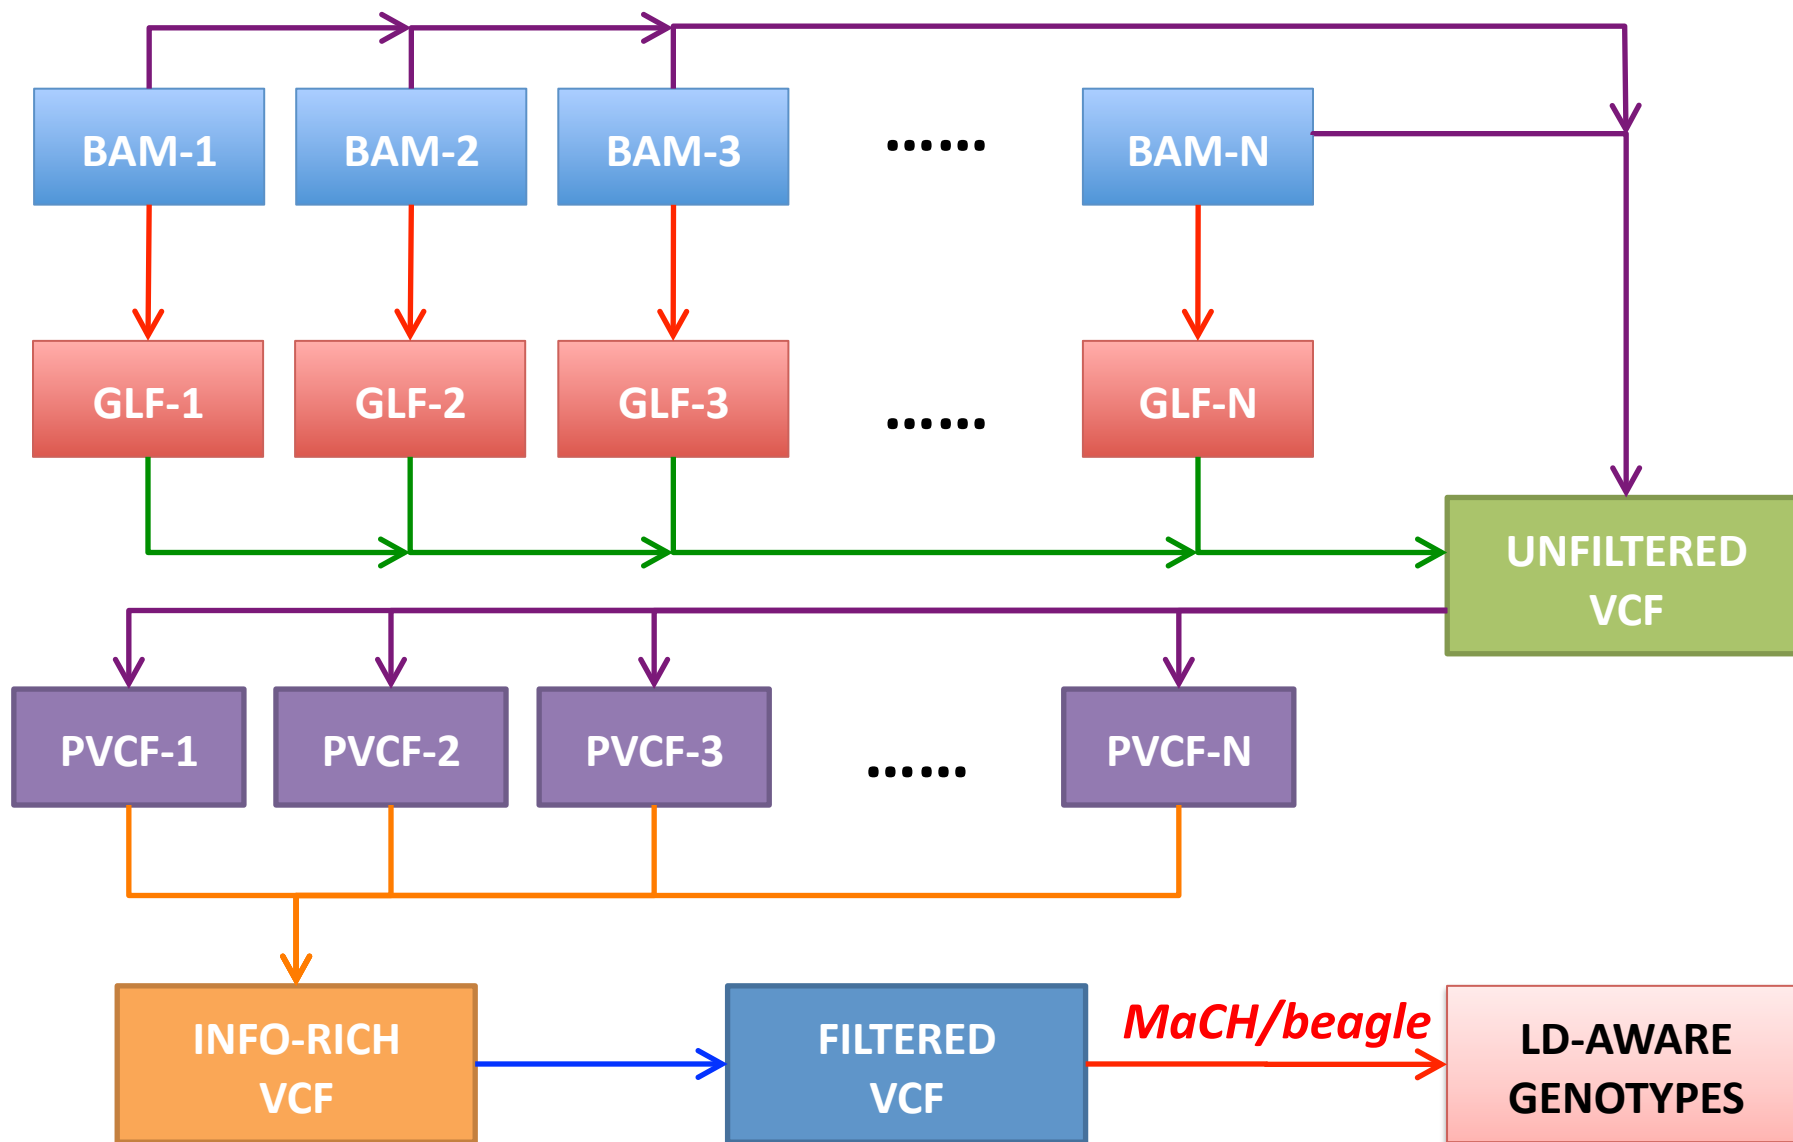 BAM-1 BAM-2 BAM-3 ...... BAM-N
GLF-1 GLF-2 GLF-3 ...... GLF-N
UNFILTERED
VCF
PVCF-1 PVCF-2 PVCF-3 ...... PVCF-N
INFO-RICH
VCF
FILTERED
VCF
MaCH/beagle
LD-AWARE
GENOTYPES